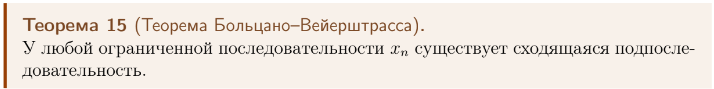 Теорема 15 (Теорема Больцано–Вейерштрасса).
У любой ограниченной последовательности xₙ существует сходящаяся подпосле-
довательность.